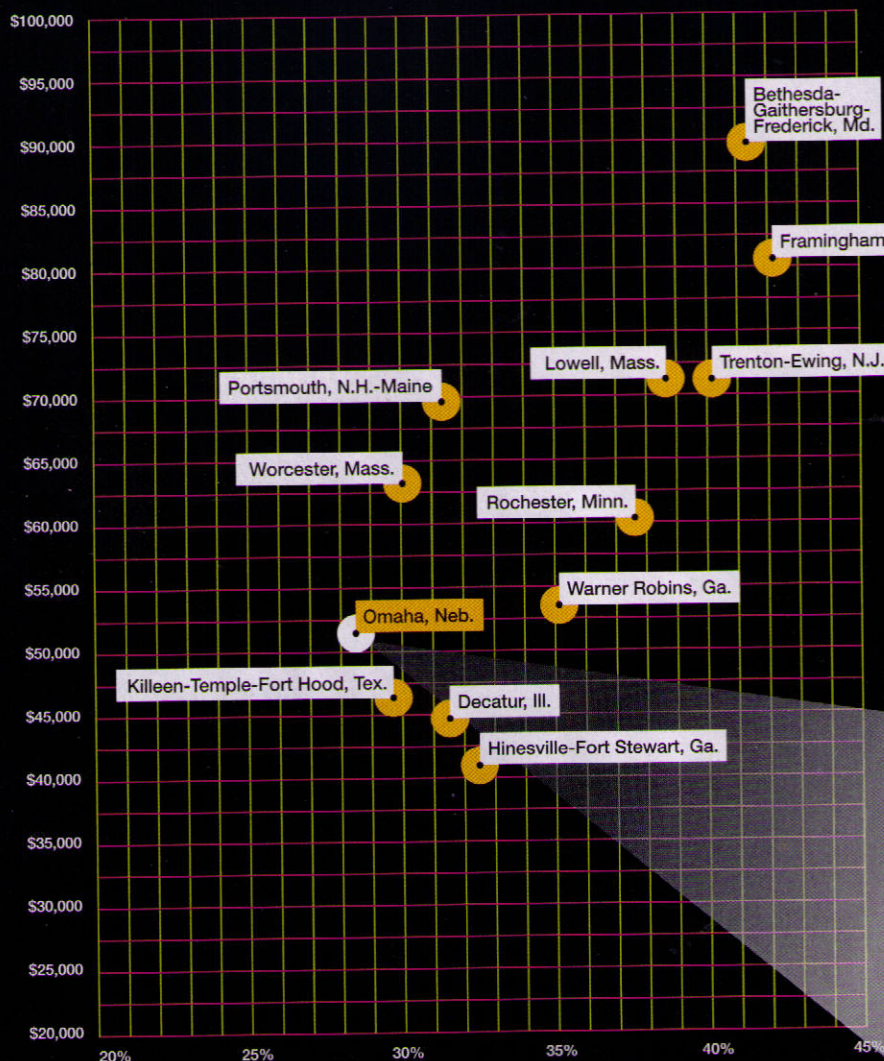 $100,000
$95,000
Bethesda-
Gaithersburg-
Frederick, Md.
$90,000
$85,000
Framingham
$80,000
$75,000
Lowell, Mass.
Trenton-Ewing, N.J.
Portsmouth, N.H.-Maine
$70,000
Worcester, Mass.
$65,000
Rochester, Minn.
$60,000
$55,000
Warner Robins, Ga.
Omaha, Neb.
$50,000
Killeen-Temple-Fort Hood, Tex.
Decatur, Ill.
$45,000
Hinesville-Fort Stewart, Ga.
$40,000
$35,000
$30,000
$25,000
$20,000
20%
25%
30%
35%
40%
45%